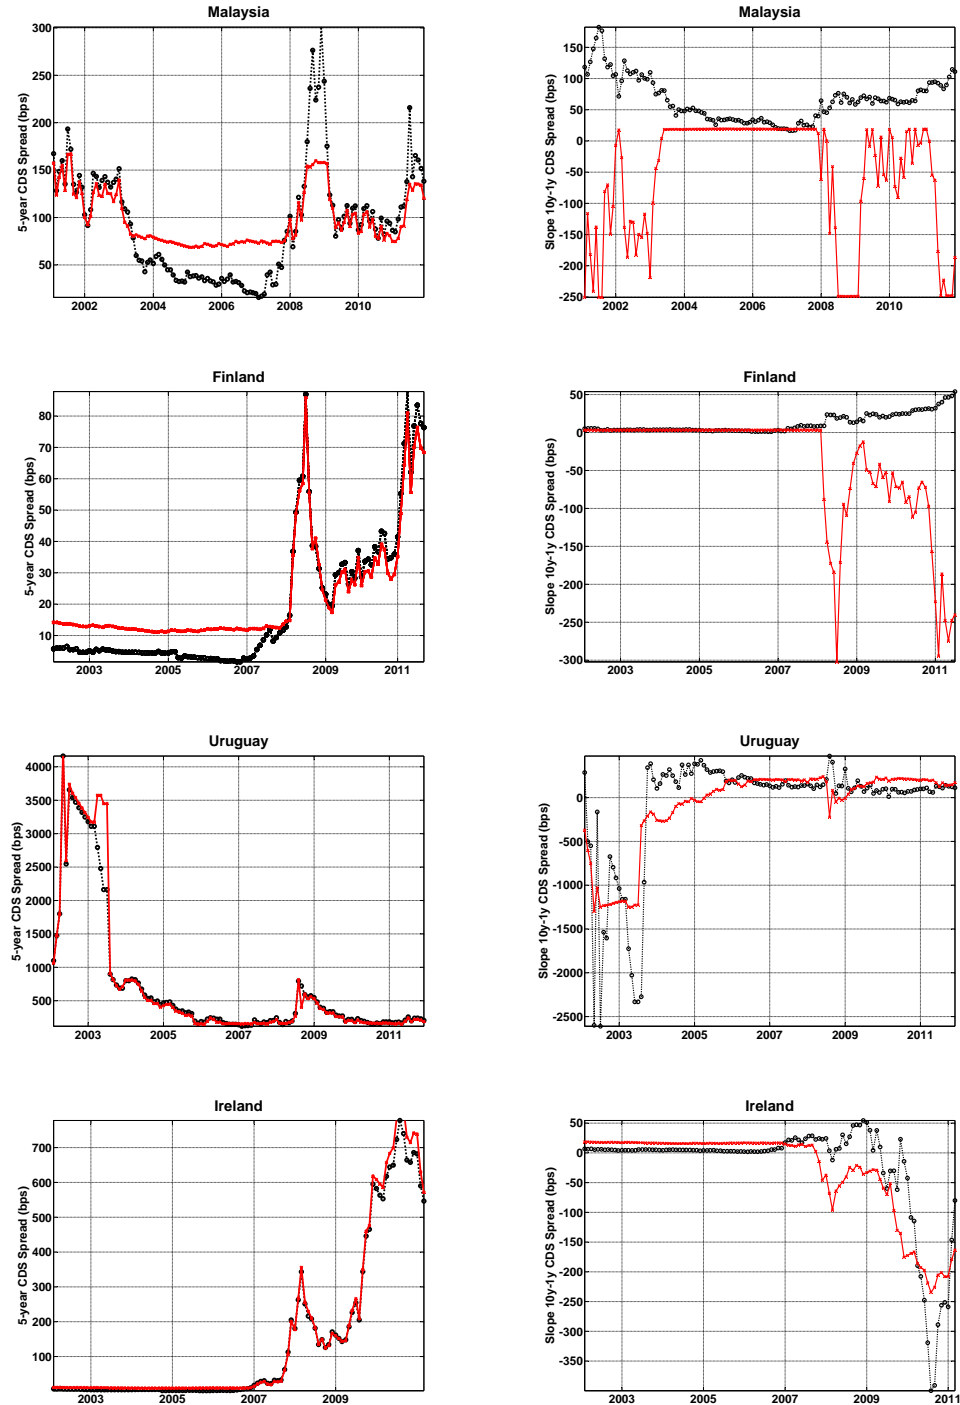 Malaysia
5-year CDS Spread (bps)
300
250
200
150
100
50
2002 2004 2006 2008 2010
Malaysia
Slope 10y-1y CDS Spread (bps)
150
100
50
0
-50
-100
-150
-200
-250
2002 2004 2006 2008 2010
Finland
5-year CDS Spread (bps)
80
70
60
50
40
30
20
10
2003 2005 2007 2009 2011
Finland
Slope 10y-1y CDS Spread (bps)
50
0
-50
-100
-150
-200
-250
-300
2003 2005 2007 2009 2011
Uruguay
5-year CDS Spread (bps)
4000
3500
3000
2500
2000
1500
1000
500
2003 2005 2007 2009 2011
Uruguay
Slope 10y-1y CDS Spread (bps)
0
-500
-1000
-1500
-2000
-2500
2003 2005 2007 2009 2011
Ireland
5-year CDS Spread (bps)
700
600
500
400
300
200
100
2003 2005 2007 2009
Ireland
Slope 10y-1y CDS Spread (bps)
50
0
-50
-100
-150
-200
-250
-300
-350
2003 2005 2007 2009 2011